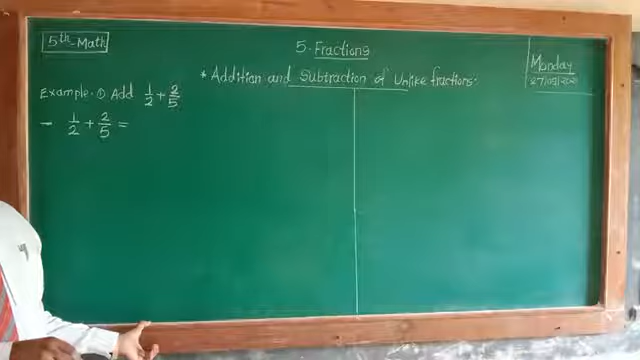 5th-Math
5. Fractions
Monday
* Addition and Subtraction of Unlike fractions:
Example. ① Add 1/2 + 2/5
- 1/2 + 2/5 =